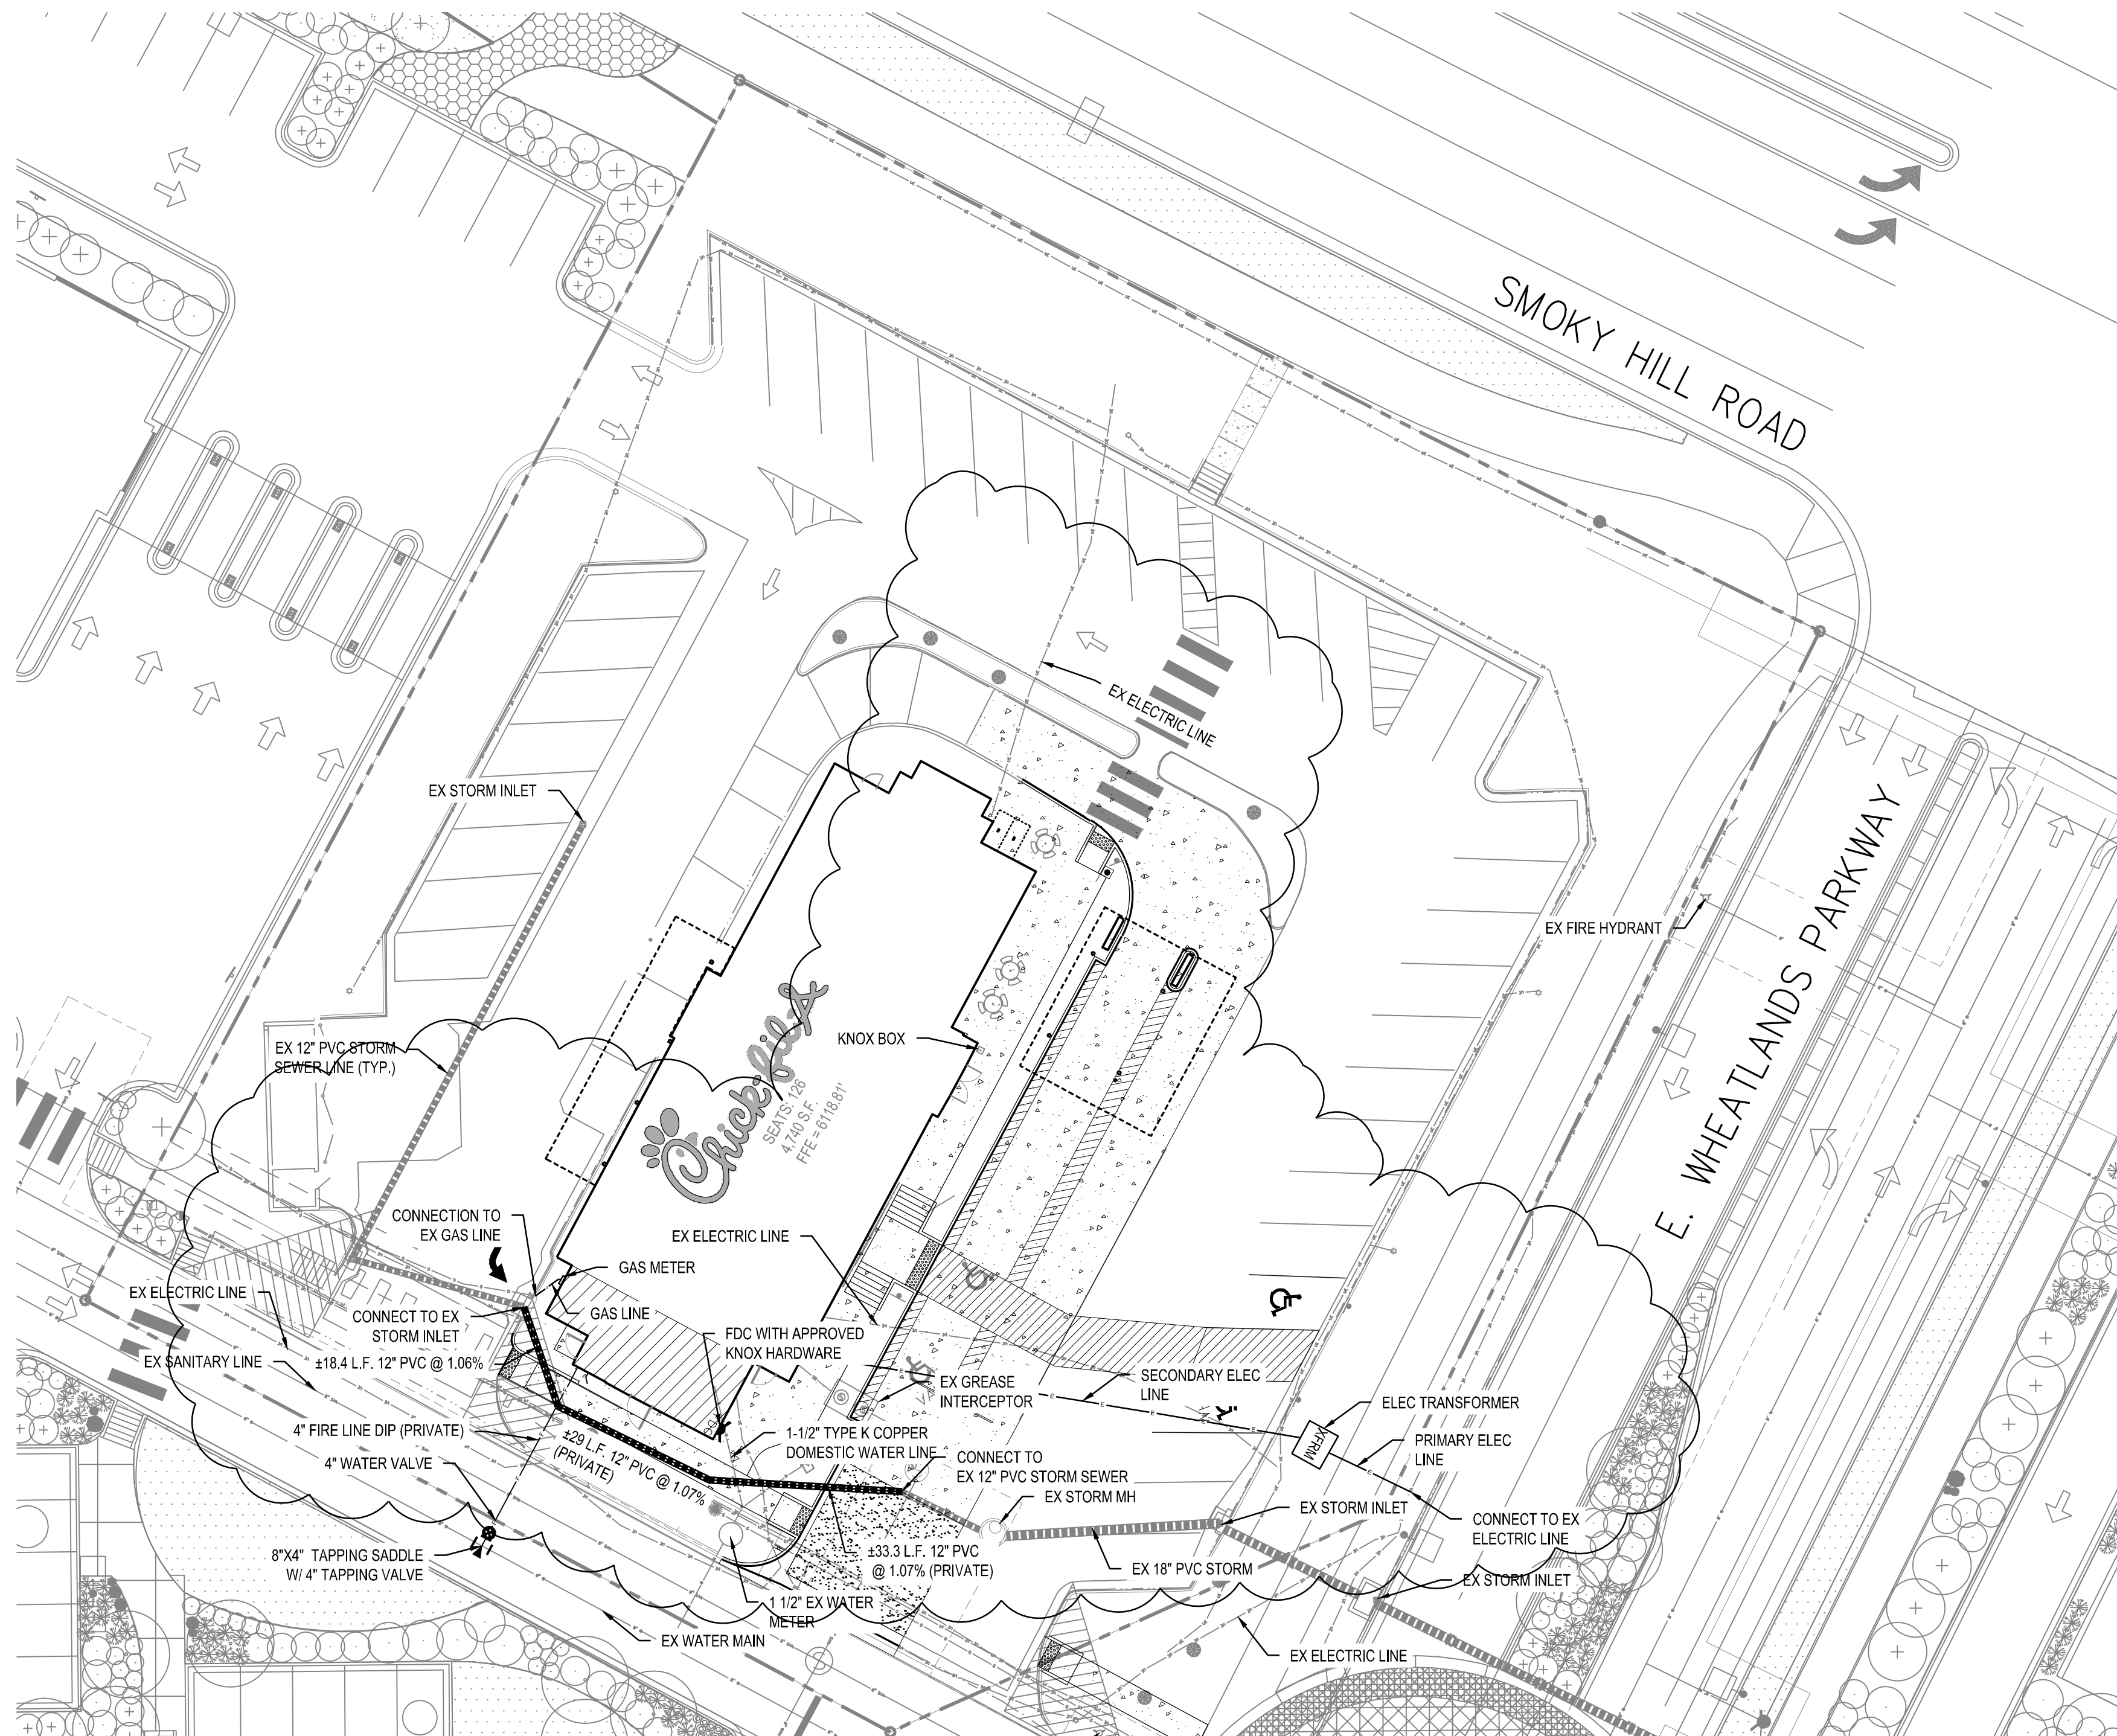 SMOKY HILL ROAD
EX ELECTRIC LINE
EX STORM INLET
E. WHEATLANDS PARKWAY
EX FIRE HYDRANT
Chick-fil-A
SEATS: 126
4,740 S.F.
FFE = 6118.81'
KNOX BOX
EX 12" PVC STORM
SEWER LINE (TYP.)
CONNECTION TO
EX GAS LINE
EX ELECTRIC LINE
GAS METER
EX ELECTRIC LINE
GAS LINE
CONNECT TO EX
STORM INLET
FDC WITH APPROVED
KNOX HARDWARE
EX SANITARY LINE
±18.4 L.F. 12" PVC @ 1.06%
EX GREASE
INTERCEPTOR
SECONDARY ELEC
LINE
ELEC TRANSFORMER
XFRM
4" FIRE LINE DIP (PRIVATE)
±29 L.F. 12" PVC @ 1.07%
(PRIVATE)
1-1/2" TYPE K COPPER
DOMESTIC WATER LINE
PRIMARY ELEC
LINE
4" WATER VALVE
CONNECT TO
EX 12" PVC STORM SEWER
EX STORM MH
EX STORM INLET
CONNECT TO EX
ELECTRIC LINE
8"X4" TAPPING SADDLE
W/ 4" TAPPING VALVE
±33.3 L.F. 12" PVC
@ 1.07% (PRIVATE)
EX 18" PVC STORM
EX STORM INLET
1 1/2" EX WATER
METER
EX WATER MAIN
EX ELECTRIC LINE